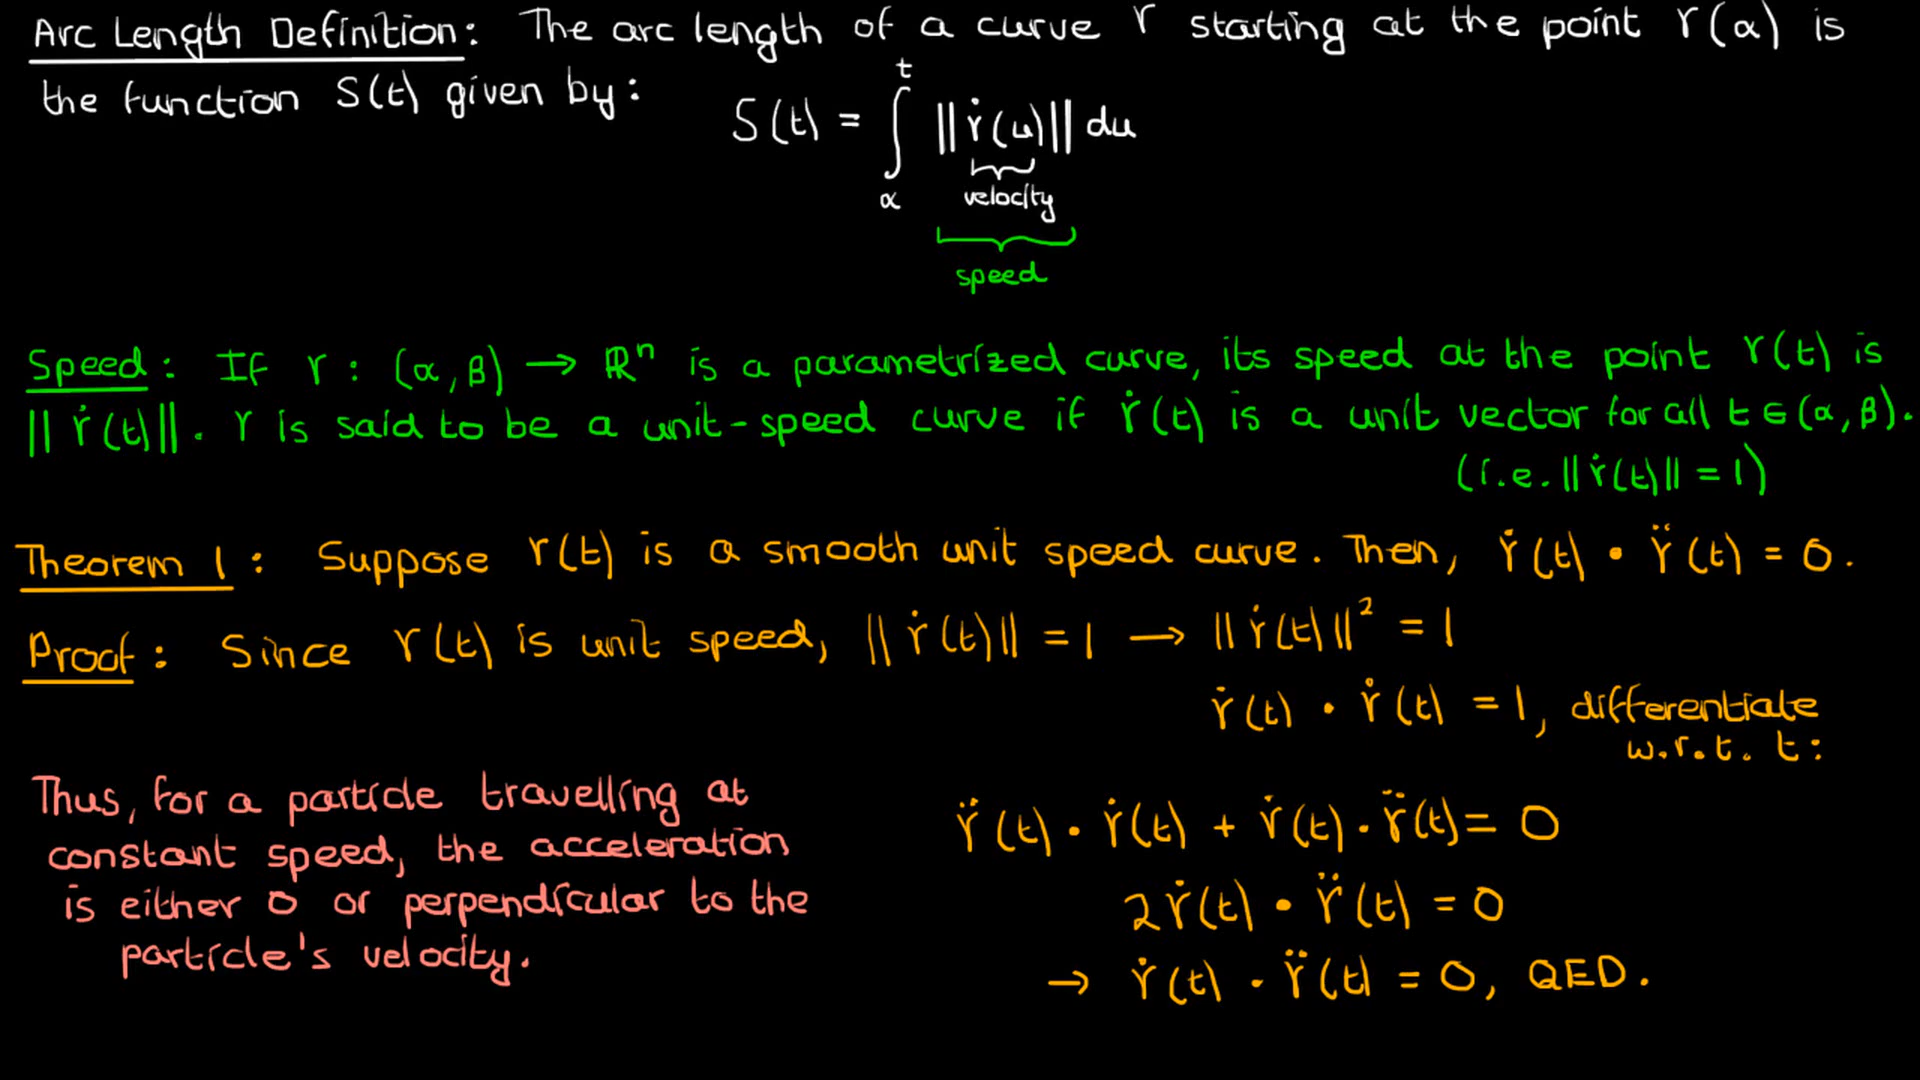 Arc Length Definition: The arc length of a curve r starting at the point r(α) is
the function S(t) given by:
S(t) = ∫_α^t ||ṙ(u)|| du
velocity
speed
Speed: If r : (α, β) → ℝⁿ is a parametrized curve, its speed at the point r(t) is
||ṙ(t)||. r is said to be a unit-speed curve if ṙ(t) is a unit vector for all t ∈ (α, β).
(i.e. ||ṙ(t)|| = 1)
Theorem 1: Suppose r(t) is a smooth unit speed curve. Then, ṙ(t) • r̈(t) = 0.
Proof: Since r(t) is unit speed, ||ṙ(t)|| = 1 → ||ṙ(t)||² = 1
ṙ(t) • ṙ(t) = 1, differentiate
w.r.t. t:
r̈(t) • ṙ(t) + ṙ(t) • r̈(t) = 0
2ṙ(t) • r̈(t) = 0
→ ṙ(t) • r̈(t) = 0, QED.
Thus, for a particle travelling at
constant speed, the acceleration
is either 0 or perpendicular to the
particle's velocity.